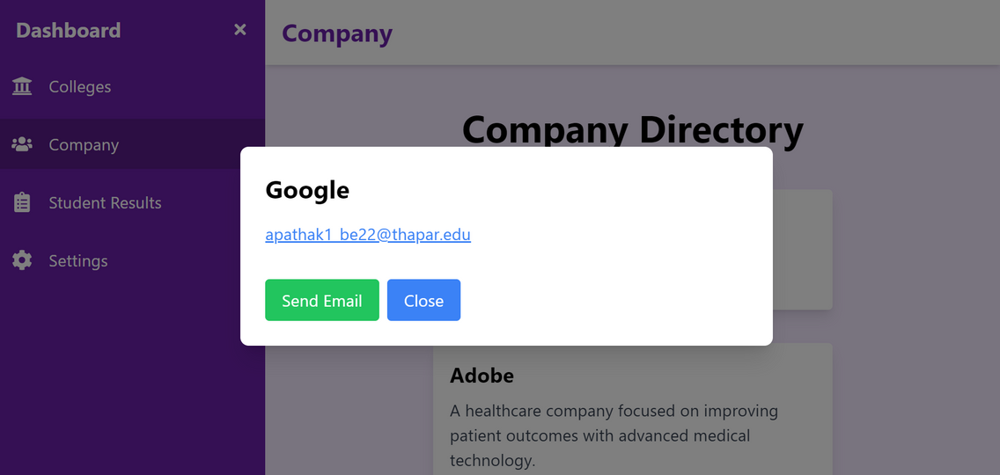 Dashboard
×
Colleges
Company
Student Results
Settings
Company
Company Directory
Google
apathak1_be22@thapar.edu
Send Email
Close
Adobe
A healthcare company focused on improving
patient outcomes with advanced medical
technology.